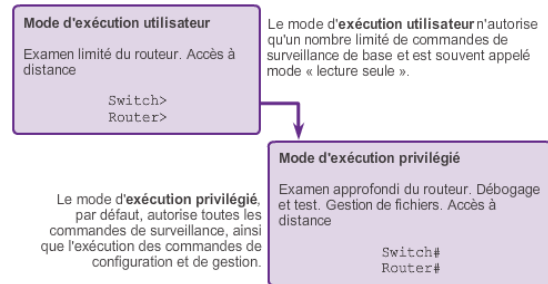 Mode d'exécution utilisateur
Examen limité du routeur. Accès à
distance
Switch>
Router>
Le mode d'exécution utilisateur n'autorise
qu'un nombre limité de commandes de
surveillance de base et est souvent appelé
mode « lecture seule ».
Mode d'exécution privilégié
Examen approfondi du routeur. Débogage
et test. Gestion de fichiers. Accès à
distance
Switch#
Router#
Le mode d'exécution privilégié,
par défaut, autorise toutes les
commandes de surveillance, ainsi
que l'exécution des commandes de
configuration et de gestion.